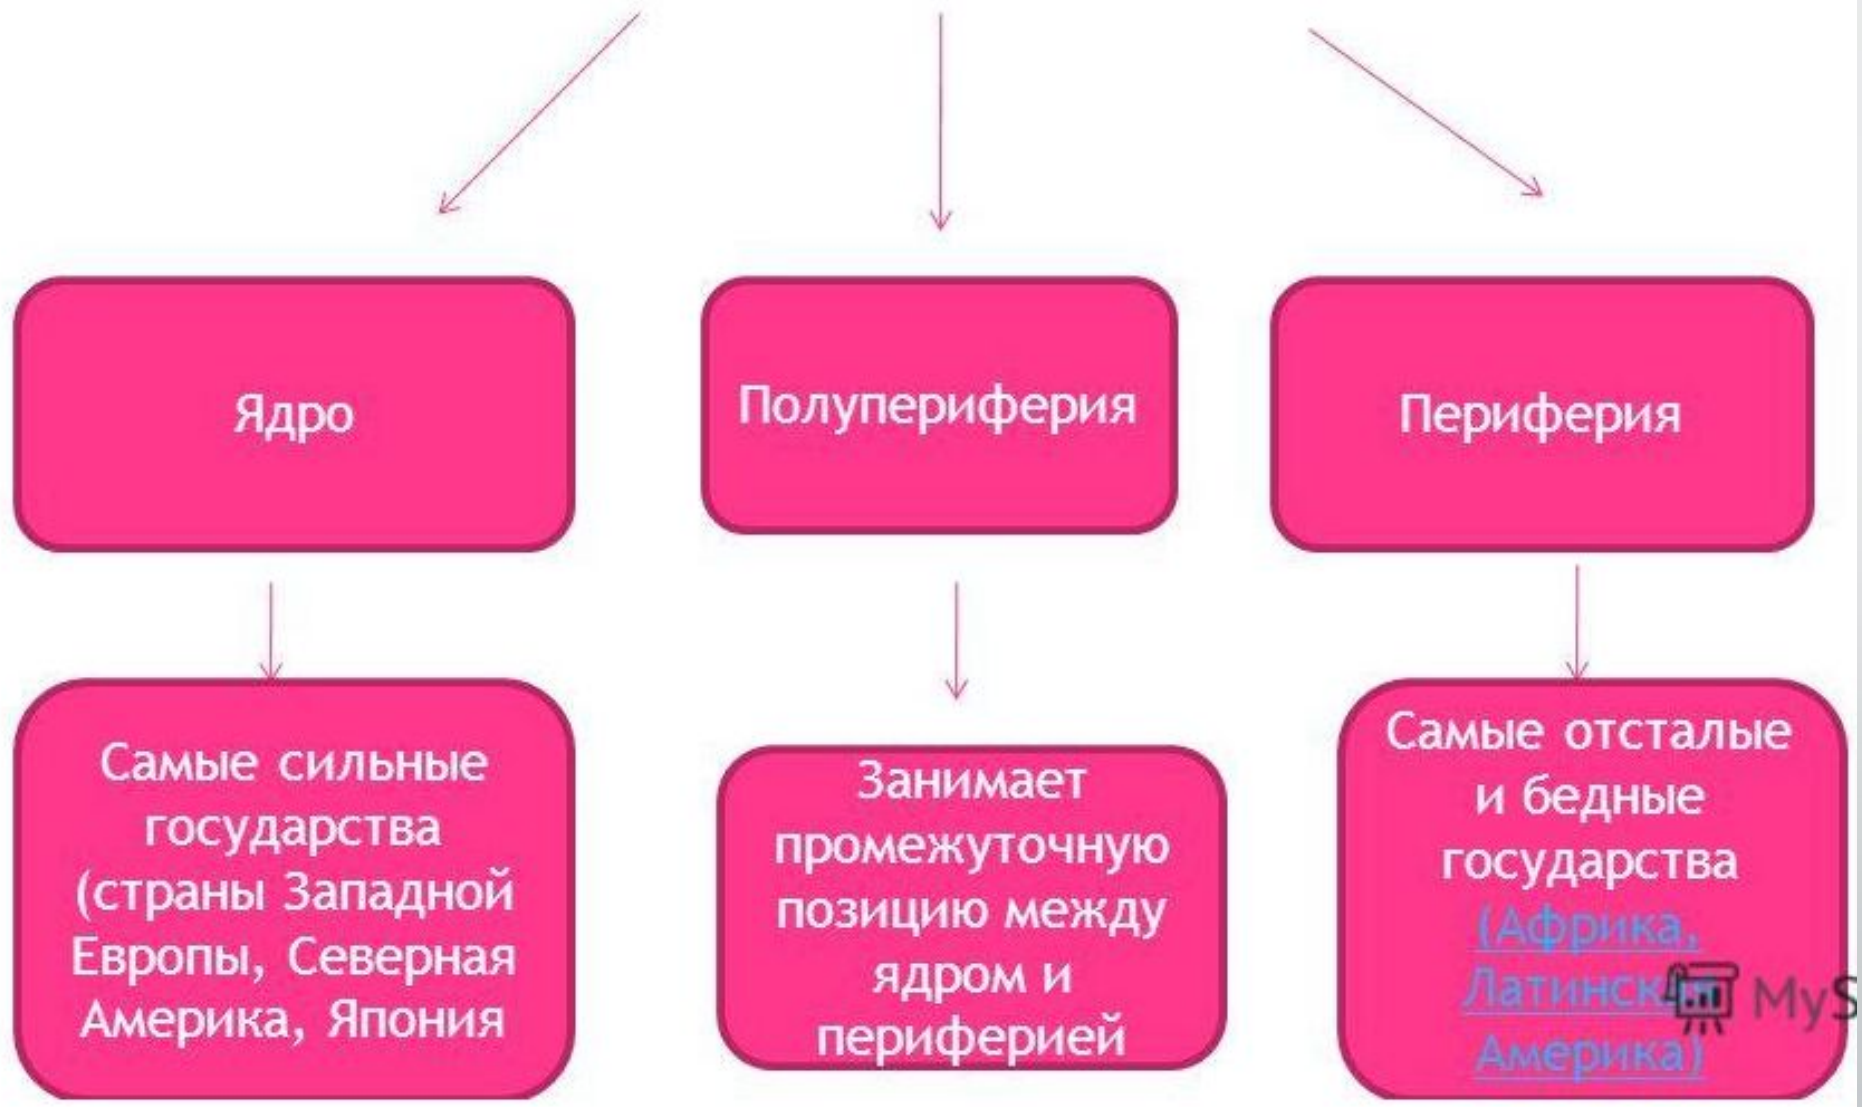 Ядро
Полупериферия
Периферия
Самые сильные
государства
(страны Западной
Европы, Северная
Америка, Япония
Занимает
промежуточную
позицию между
ядром и
периферией
Самые отсталые
и бедные
государства
(Африка,
Америка)
MyS